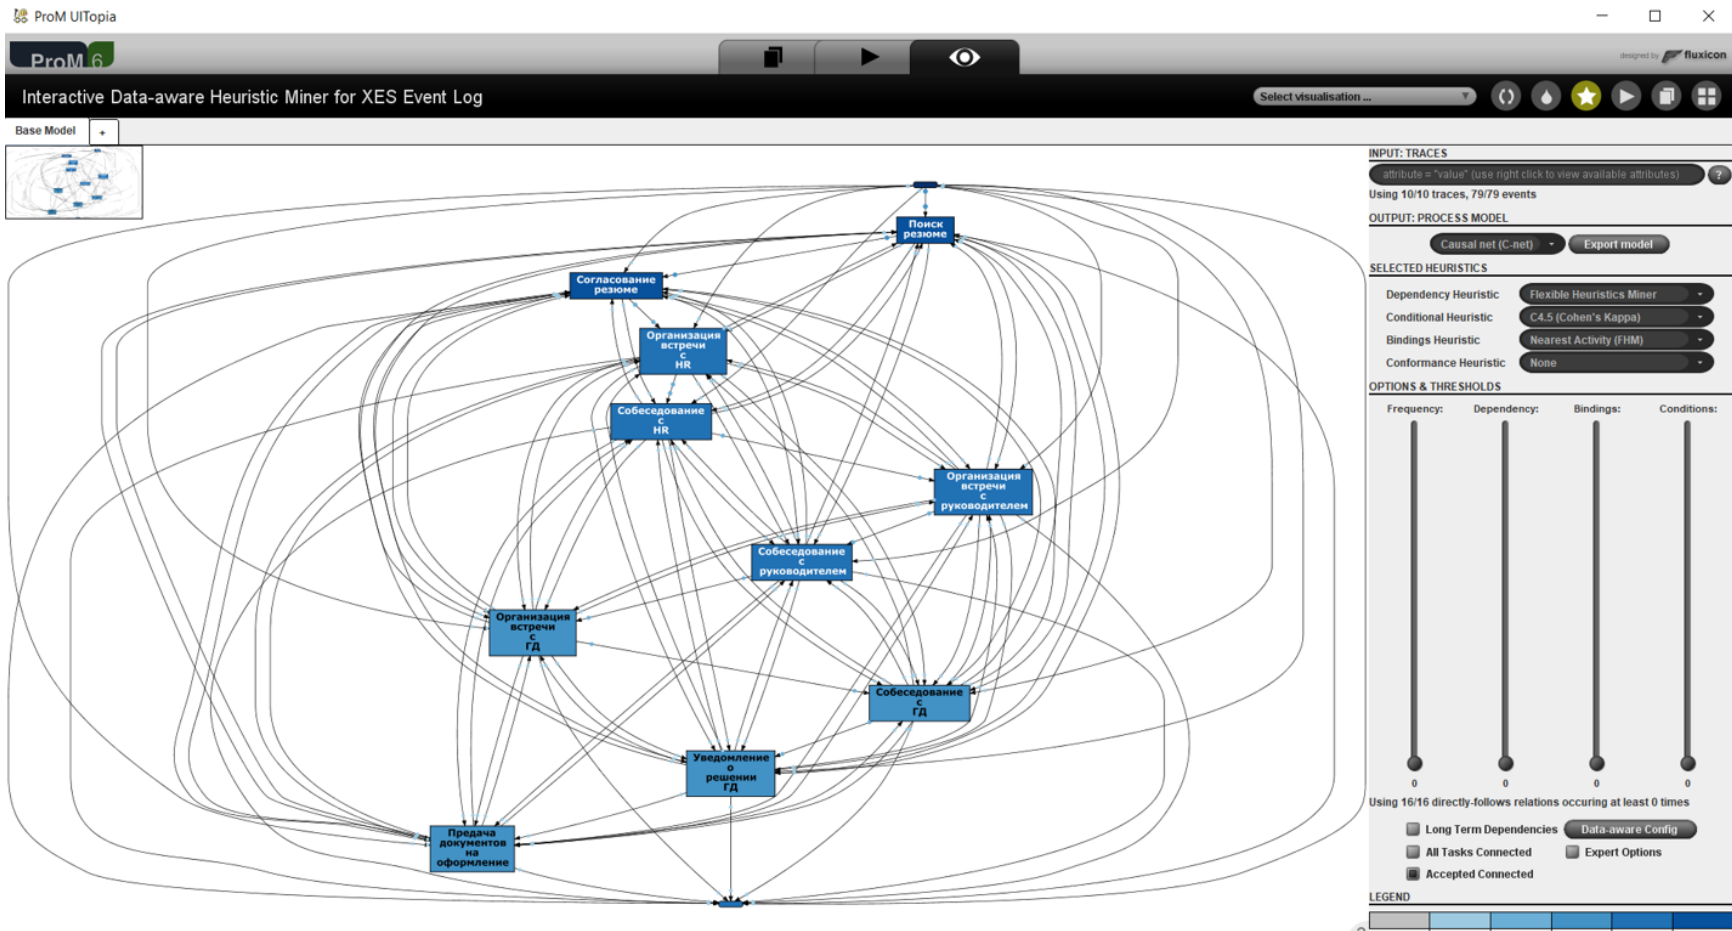 ProM UITopia
ProM 6
designed by fluxicon
Interactive Data-aware Heuristic Miner for XES Event Log
Select visualisation ...
Base Model
+
INPUT: TRACES
attribute = "value" (use right click to view available attributes)
?
Using 10/10 traces, 79/79 events
OUTPUT: PROCESS MODEL
Causal net (C-net)
Export model
SELECTED HEURISTICS
Dependency Heuristic
Flexible Heuristics Miner
Conditional Heuristic
C4.5 (Cohen's Kappa)
Bindings Heuristic
Nearest Activity (FHM)
Conformance Heuristic
None
OPTIONS & THRESHOLDS
Frequency: Dependency: Bindings: Conditions:
0 0 0 0
Using 16/16 directly-follows relations occuring at least 0 times
Long Term Dependencies
Data-aware Config
All Tasks Connected
Expert Options
Accepted Connected
LEGEND
Поиск
резюме
Согласование
резюме
Организация
встречи
с
HR
Собеседование
с
HR
Организация
встречи
с
руководителем
Собеседование
с
руководителем
Организация
встречи
с
ГД
Собеседование
с
ГД
Уведомление
о
решении
ГД
Предача
документов
на
оформление